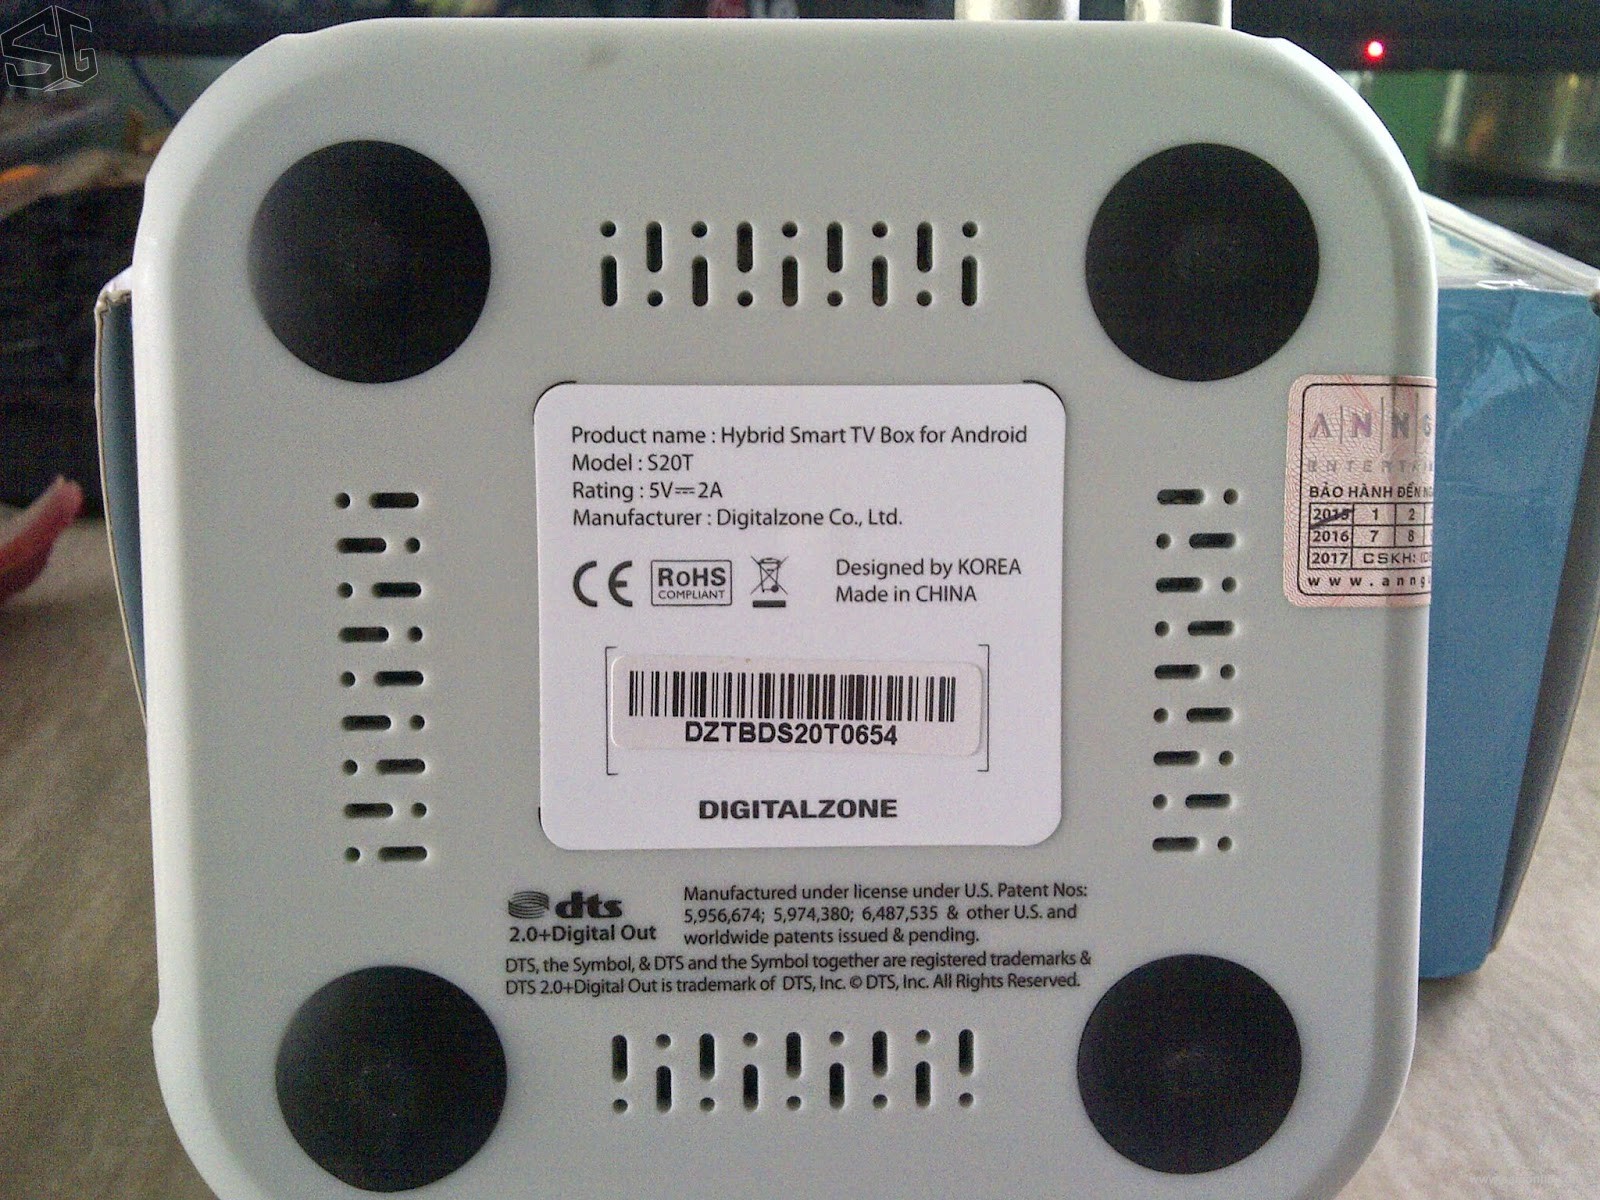 SG
Product name : Hybrid Smart TV Box for Android
Model : S20T
Rating : 5V⎓2A
Manufacturer : Digitalzone Co., Ltd.
CE
RoHS
COMPLIANT
Designed by KOREA
Made in CHINA
DZTBDS20T0654
DIGITALZONE
dts
2.0+Digital Out
Manufactured under license under U.S. Patent Nos:
5,956,674; 5,974,380; 6,487,535 & other U.S. and
worldwide patents issued & pending.
DTS, the Symbol, & DTS and the Symbol together are registered trademarks &
DTS 2.0+Digital Out is trademark of DTS, Inc. © DTS, Inc. All Rights Reserved.
ANN
BẢO HÀNH ĐẾN
2015 1 2
2016 7 8
2017 CSKH: